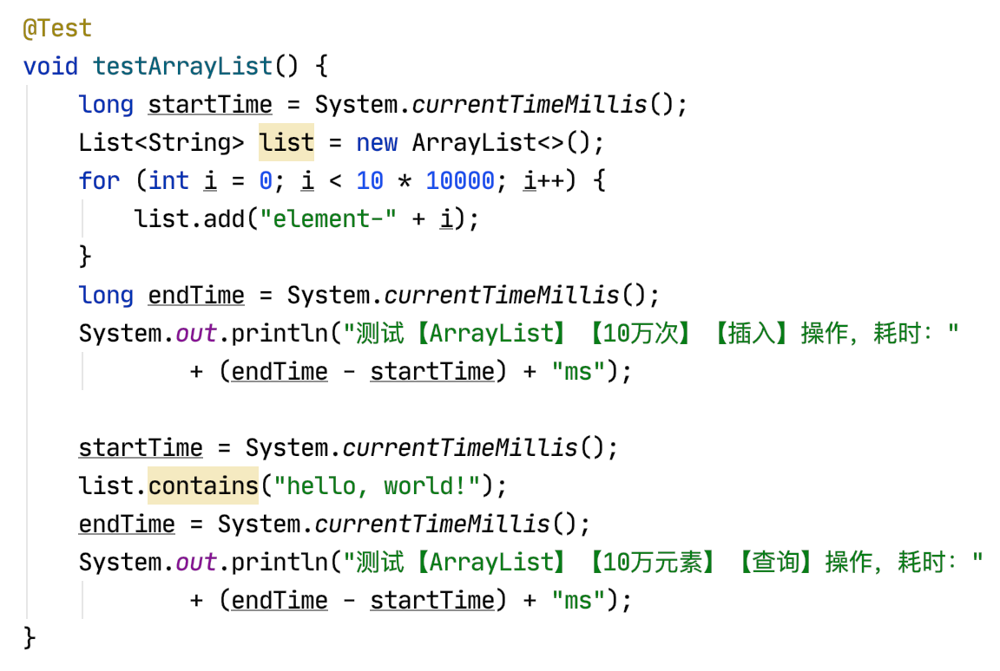 @Test
void testArrayList() {
    long startTime = System.currentTimeMillis();
    List<String> list = new ArrayList<>();
    for (int i = 0; i < 10 * 10000; i++) {
        list.add("element-" + i);
    }
    long endTime = System.currentTimeMillis();
    System.out.println("测试【ArrayList】【10万次】【插入】操作，耗时："
            + (endTime - startTime) + "ms");

    startTime = System.currentTimeMillis();
    list.contains("hello, world!");
    endTime = System.currentTimeMillis();
    System.out.println("测试【ArrayList】【10万元素】【查询】操作，耗时："
            + (endTime - startTime) + "ms");
}